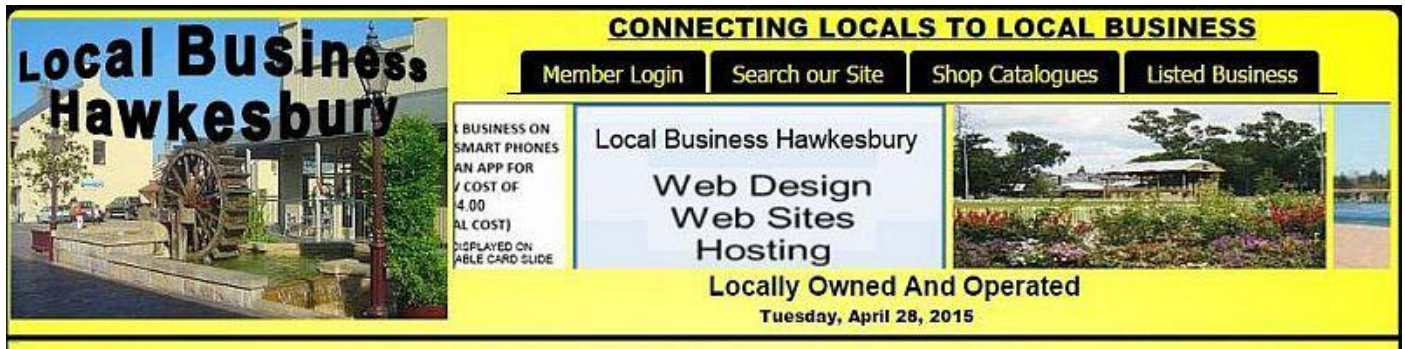 Local Business
Hawkesbury
CONNECTING LOCALS TO LOCAL BUSINESS
Member Login
Search our Site
Shop Catalogues
Listed Business
BUSINESS ON
SMART PHONES
AN APP FOR
COST OF
4.00
AL COST)
DISPLAYED ON
ABLE CARD SLIDE
Local Business Hawkesbury
Web Design
Web Sites
Hosting
Locally Owned And Operated
Tuesday, April 28, 2015